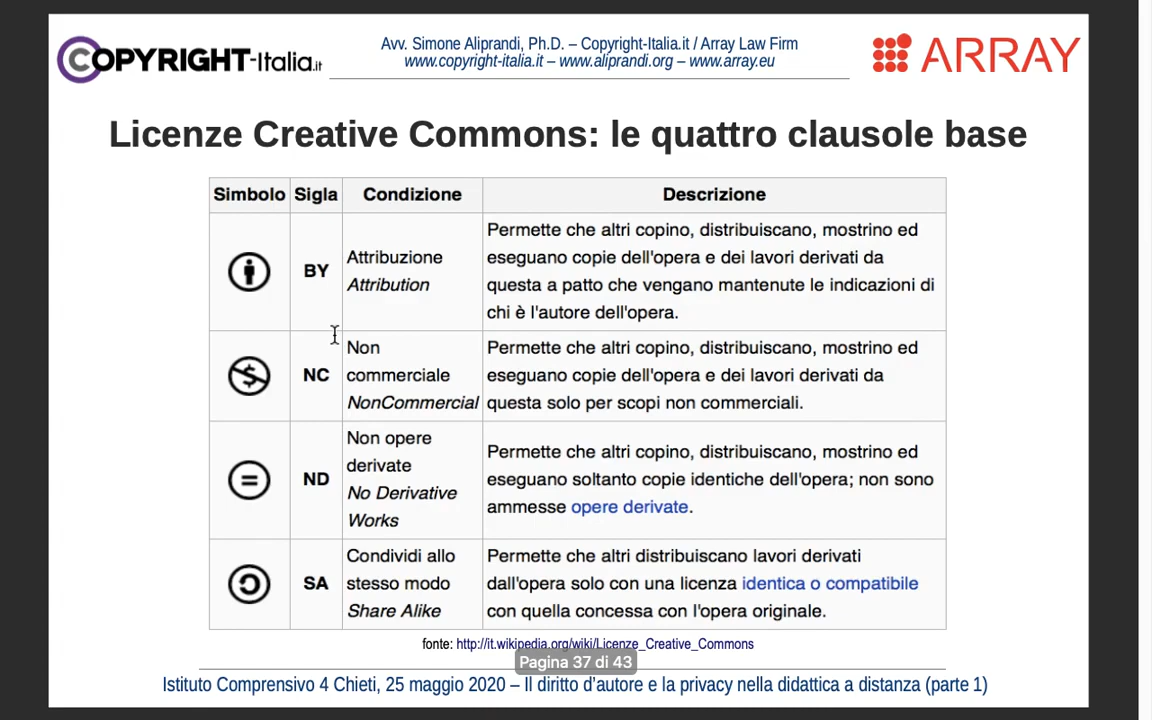 COPYRIGHT-Italia.it
Avv. Simone Aliprandi, Ph.D. – Copyright-Italia.it / Array Law Firm
www.copyright-italia.it – www.aliprandi.org – www.array.eu
ARRAY
Licenze Creative Commons: le quattro clausole base
Simbolo Sigla Condizione Descrizione
BY
Attribuzione
Attribution
Permette che altri copino, distribuiscano, mostrino ed
eseguano copie dell'opera e dei lavori derivati da
questa a patto che vengano mantenute le indicazioni di
chi è l'autore dell'opera.
NC
Non
commerciale
NonCommercial
Permette che altri copino, distribuiscano, mostrino ed
eseguano copie dell'opera e dei lavori derivati da
questa solo per scopi non commerciali.
ND
Non opere
derivate
No Derivative
Works
Permette che altri copino, distribuiscano, mostrino ed
eseguano soltanto copie identiche dell'opera; non sono
ammesse opere derivate.
SA
Condividi allo
stesso modo
Share Alike
Permette che altri distribuiscano lavori derivati
dall'opera solo con una licenza identica o compatibile
con quella concessa con l'opera originale.
fonte: http://it.wikipedia.org/wiki/Licenze_Creative_Commons
Pagina 37 di 43
Istituto Comprensivo 4 Chieti, 25 maggio 2020 – Il diritto d'autore e la privacy nella didattica a distanza (parte 1)